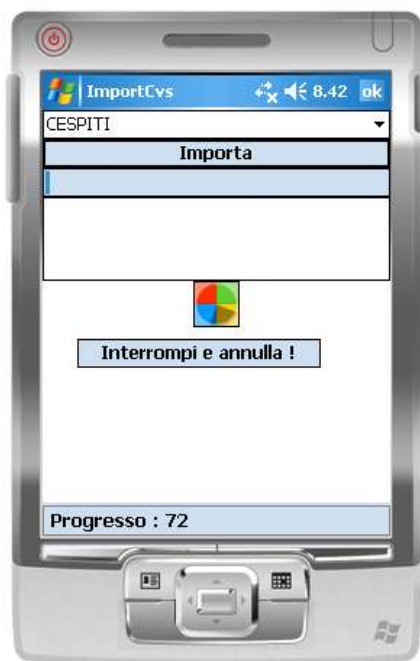 ImportCvs 8.42 ok
CESPITI
Importa
Interrompi e annulla !
Progresso : 72